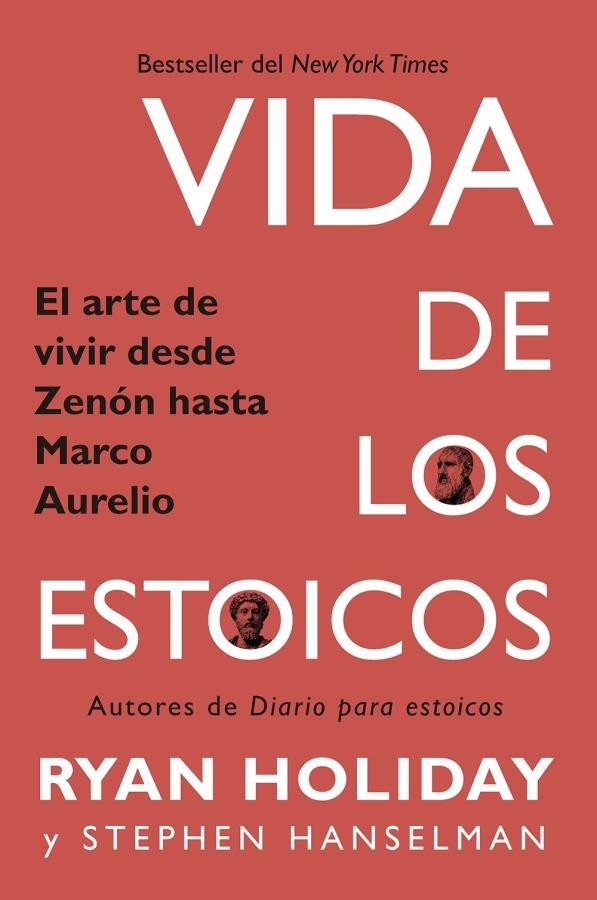 Bestseller del New York Times
VIDA
DE
LOS
ESTOICOS
El arte de
vivir desde
Zenón hasta
Marco
Aurelio
Autores de Diario para estoicos
RYAN HOLIDAY
y STEPHEN HANSELMAN